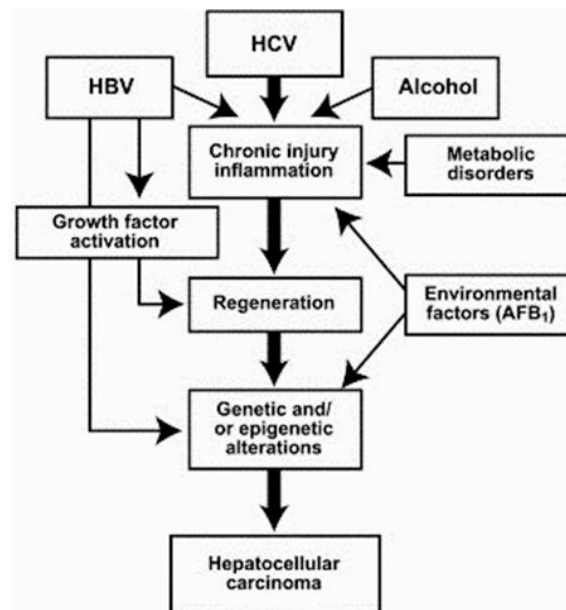 HCV
HBV
Alcohol
Chronic injury
inflammation
Metabolic
disorders
Growth factor
activation
Regeneration
Environmental
factors (AFB₁)
Genetic and/
or epigenetic
alterations
Hepatocellular
carcinoma